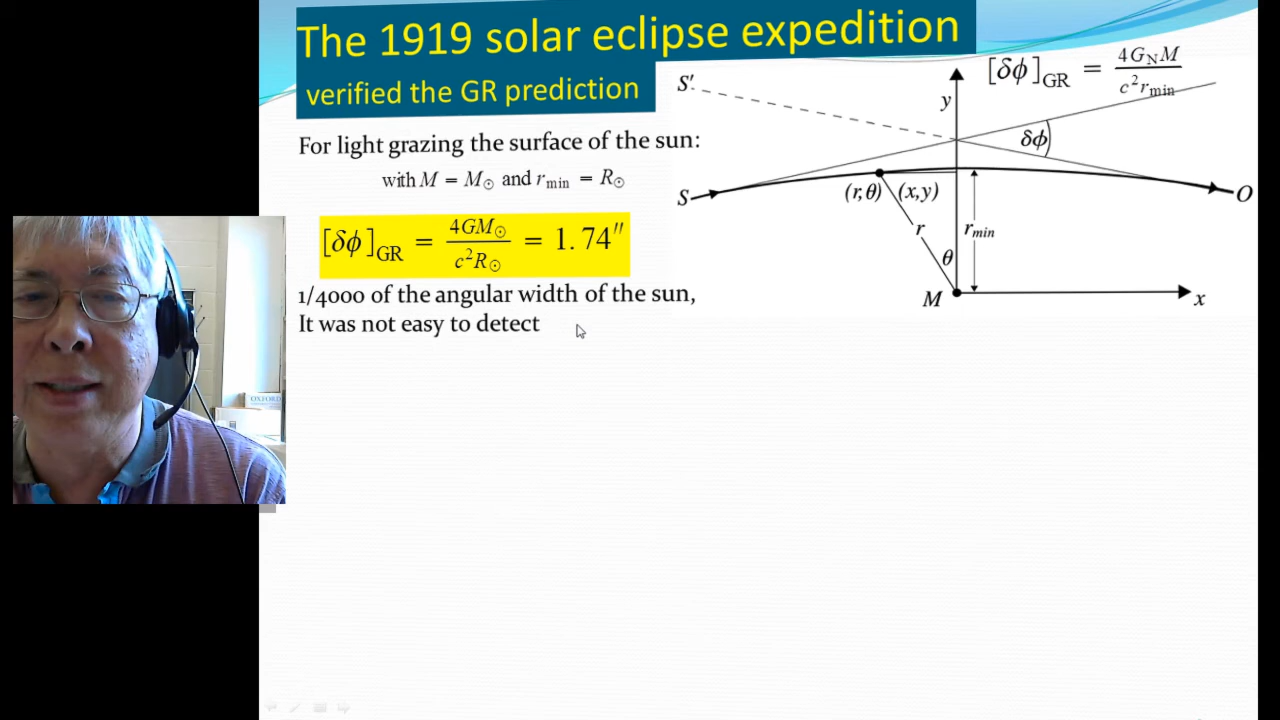 The 1919 solar eclipse expedition
verified the GR prediction
For light grazing the surface of the sun:
with M = M☉ and r_min = R☉
[δϕ]_GR = 4GM☉ / c²R☉ = 1.74″
1/4000 of the angular width of the sun,
It was not easy to detect
[δϕ]_GR = 4G_N M / c²r_min
S′
y
δϕ
S
(r,θ) (x,y)
O
r
r_min
θ
M
x
OXFORD